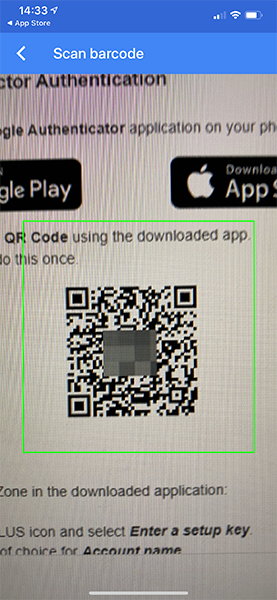 14:33
App Store
Scan barcode
ctor Authentication
ogle Authenticator application on your pho
gle Play
Downloa
App S
QR Code using the downloaded app.
do this once.
Zone in the downloaded application:
LUS icon and select Enter a setup key.
of choice for Account name